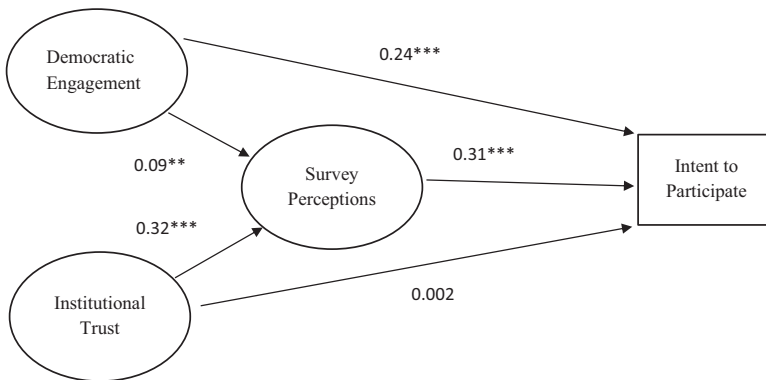 Democratic
Engagement
0.24***
0.09**
Survey
Perceptions
0.31***
Intent to
Participate
0.32***
Institutional
Trust
0.002